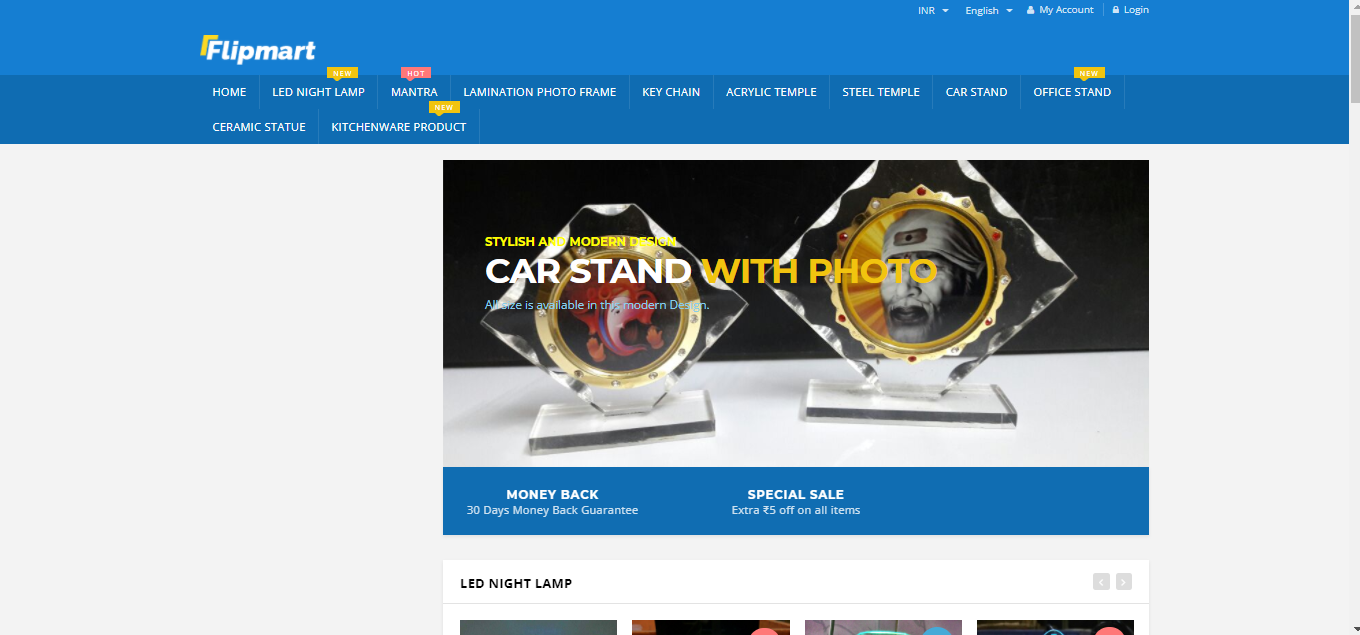 INR English My Account Login
Flipmart
NEW HOT NEW
HOME LED NIGHT LAMP MANTRA LAMINATION PHOTO FRAME KEY CHAIN ACRYLIC TEMPLE STEEL TEMPLE CAR STAND OFFICE STAND
NEW
CERAMIC STATUE KITCHENWARE PRODUCT
STYLISH AND MODERN DESIGN
CAR STAND WITH PHOTO
All size is available in this modern Design.
MONEY BACK SPECIAL SALE
30 Days Money Back Guarantee Extra ₹5 off on all items
LED NIGHT LAMP